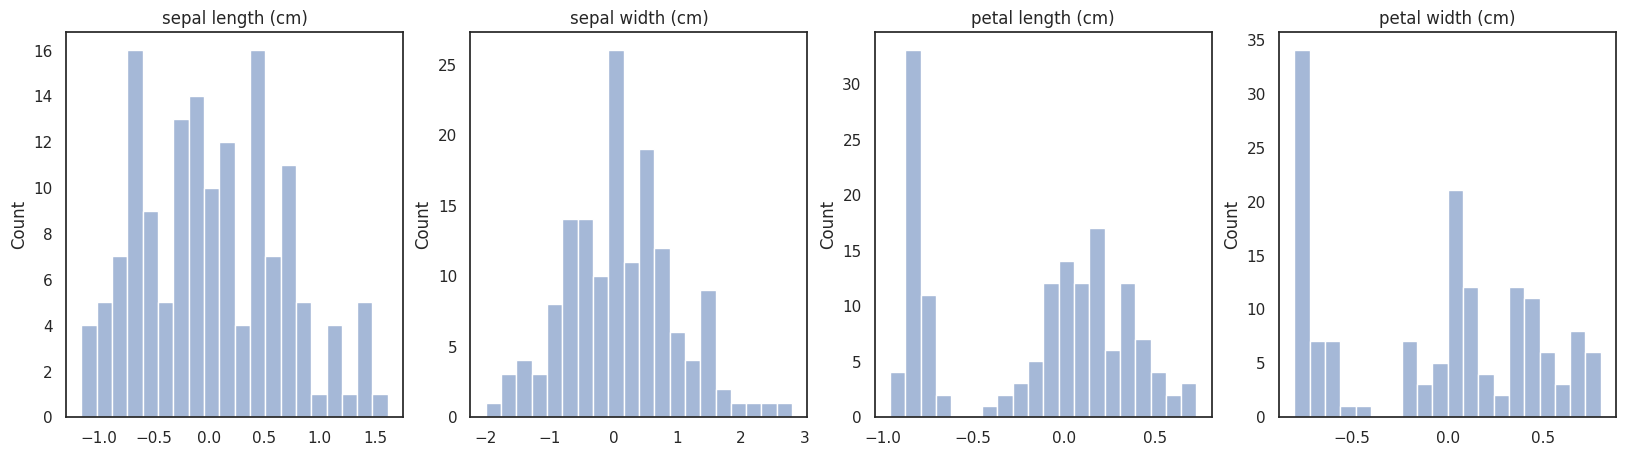 sepal length (cm)
Count
16
14
12
10
8
6
4
2
0
−1.0 −0.5 0.0 0.5 1.0 1.5
sepal width (cm)
Count
25
20
15
10
5
0
−2 −1 0 1 2 3
petal length (cm)
Count
30
25
20
15
10
5
0
−1.0 −0.5 0.0 0.5
petal width (cm)
Count
35
30
25
20
15
10
5
0
−0.5 0.0 0.5